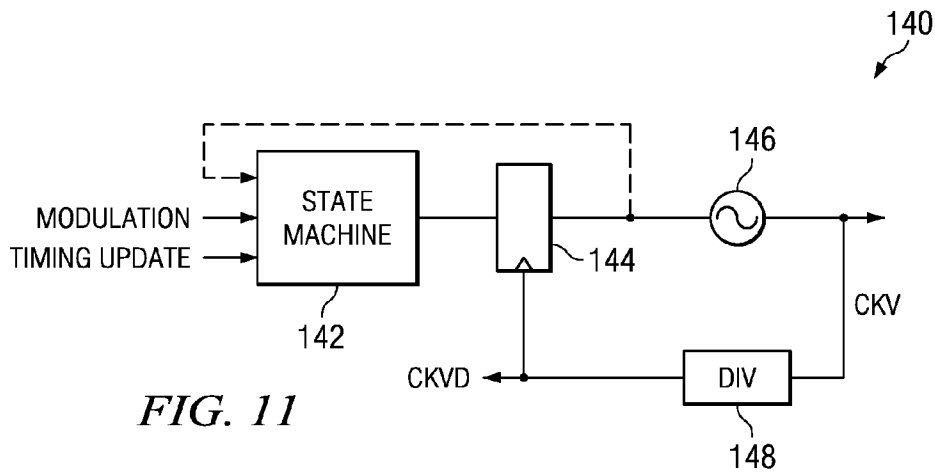 140
146
STATE
MACHINE
MODULATION
TIMING UPDATE
144
142
CKV
CKVD
DIV
148
FIG. 11